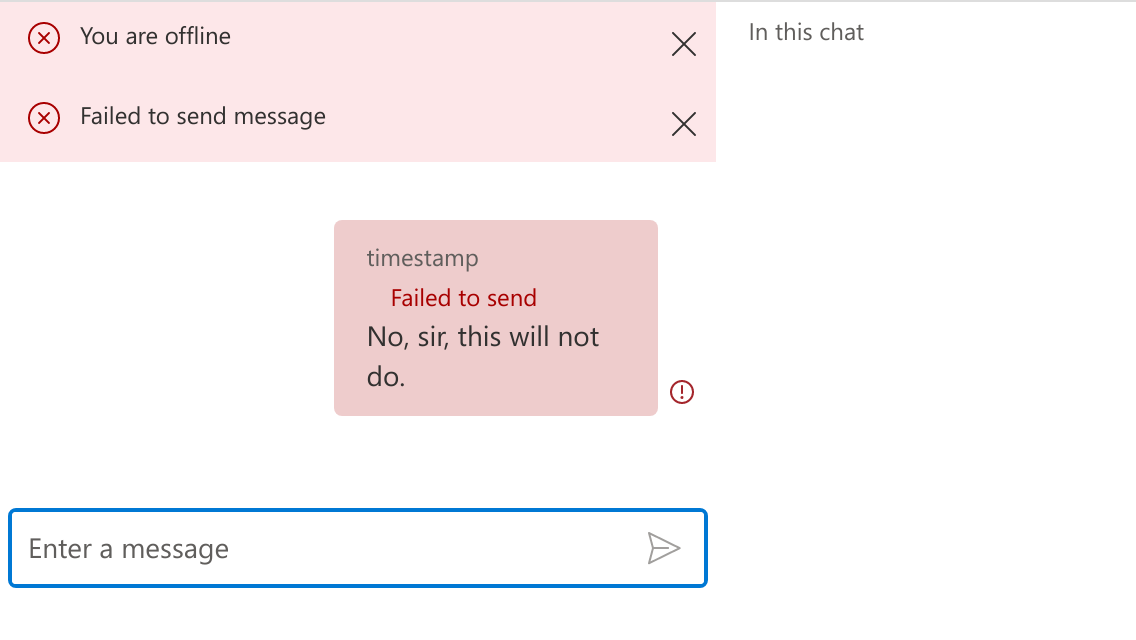 You are offline
In this chat
Failed to send message
timestamp
Failed to send
No, sir, this will not
do.
Enter a message